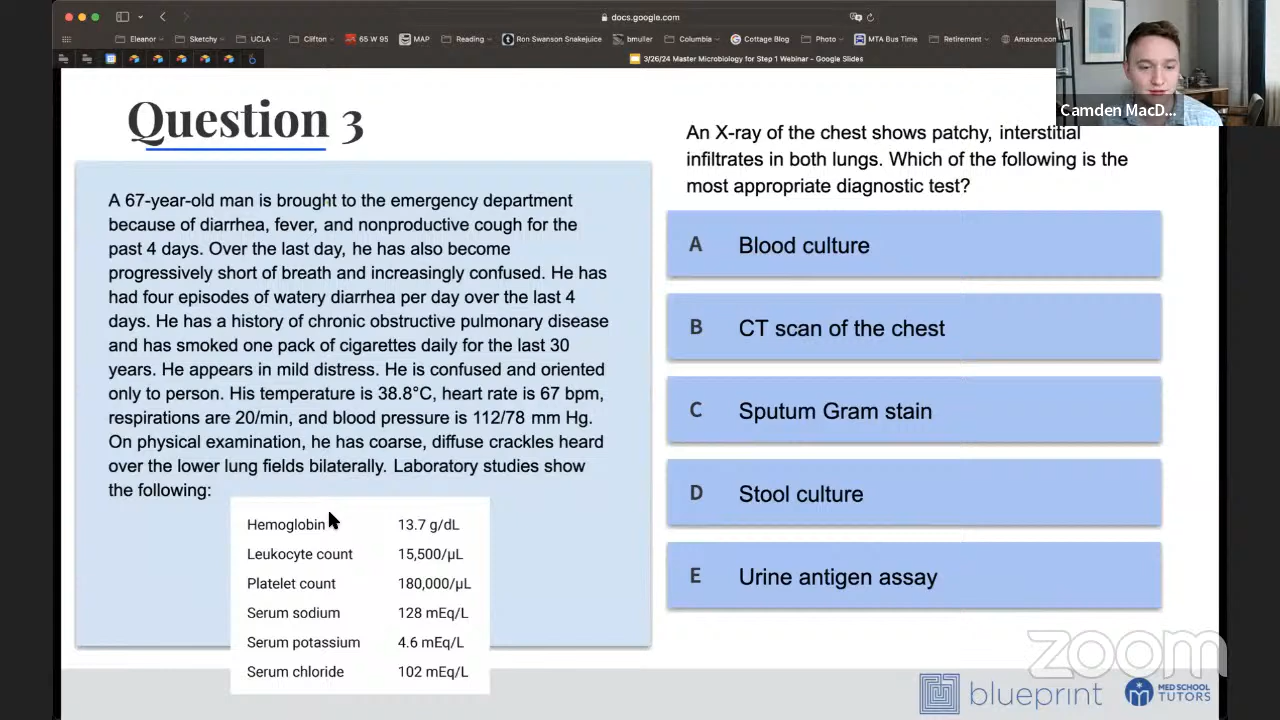 docs.google.com
Eleanor
Sketchy
UCLA
Clifton
65 W 95
MAP
Reading
Ron Swanson Snakejuice
bmuller
Columbia
Cottage Blog
Photo
MTA Bus Time
Retirement
Amazon.com
3/26/24 Master Microbiology for Step 1 Webinar - Google Slides
Camden MacD...
Question 3
A 67-year-old man is brought to the emergency department
because of diarrhea, fever, and nonproductive cough for the
past 4 days. Over the last day, he has also become
progressively short of breath and increasingly confused. He has
had four episodes of watery diarrhea per day over the last 4
days. He has a history of chronic obstructive pulmonary disease
and has smoked one pack of cigarettes daily for the last 30
years. He appears in mild distress. He is confused and oriented
only to person. His temperature is 38.8°C, heart rate is 67 bpm,
respirations are 20/min, and blood pressure is 112/78 mm Hg.
On physical examination, he has coarse, diffuse crackles heard
over the lower lung fields bilaterally. Laboratory studies show
the following:
Hemoglobin 13.7 g/dL
Leukocyte count 15,500/μL
Platelet count 180,000/μL
Serum sodium 128 mEq/L
Serum potassium 4.6 mEq/L
Serum chloride 102 mEq/L
An X-ray of the chest shows patchy, interstitial
infiltrates in both lungs. Which of the following is the
most appropriate diagnostic test?
A Blood culture
B CT scan of the chest
C Sputum Gram stain
D Stool culture
E Urine antigen assay
zoom
blueprint
MED SCHOOL
TUTORS